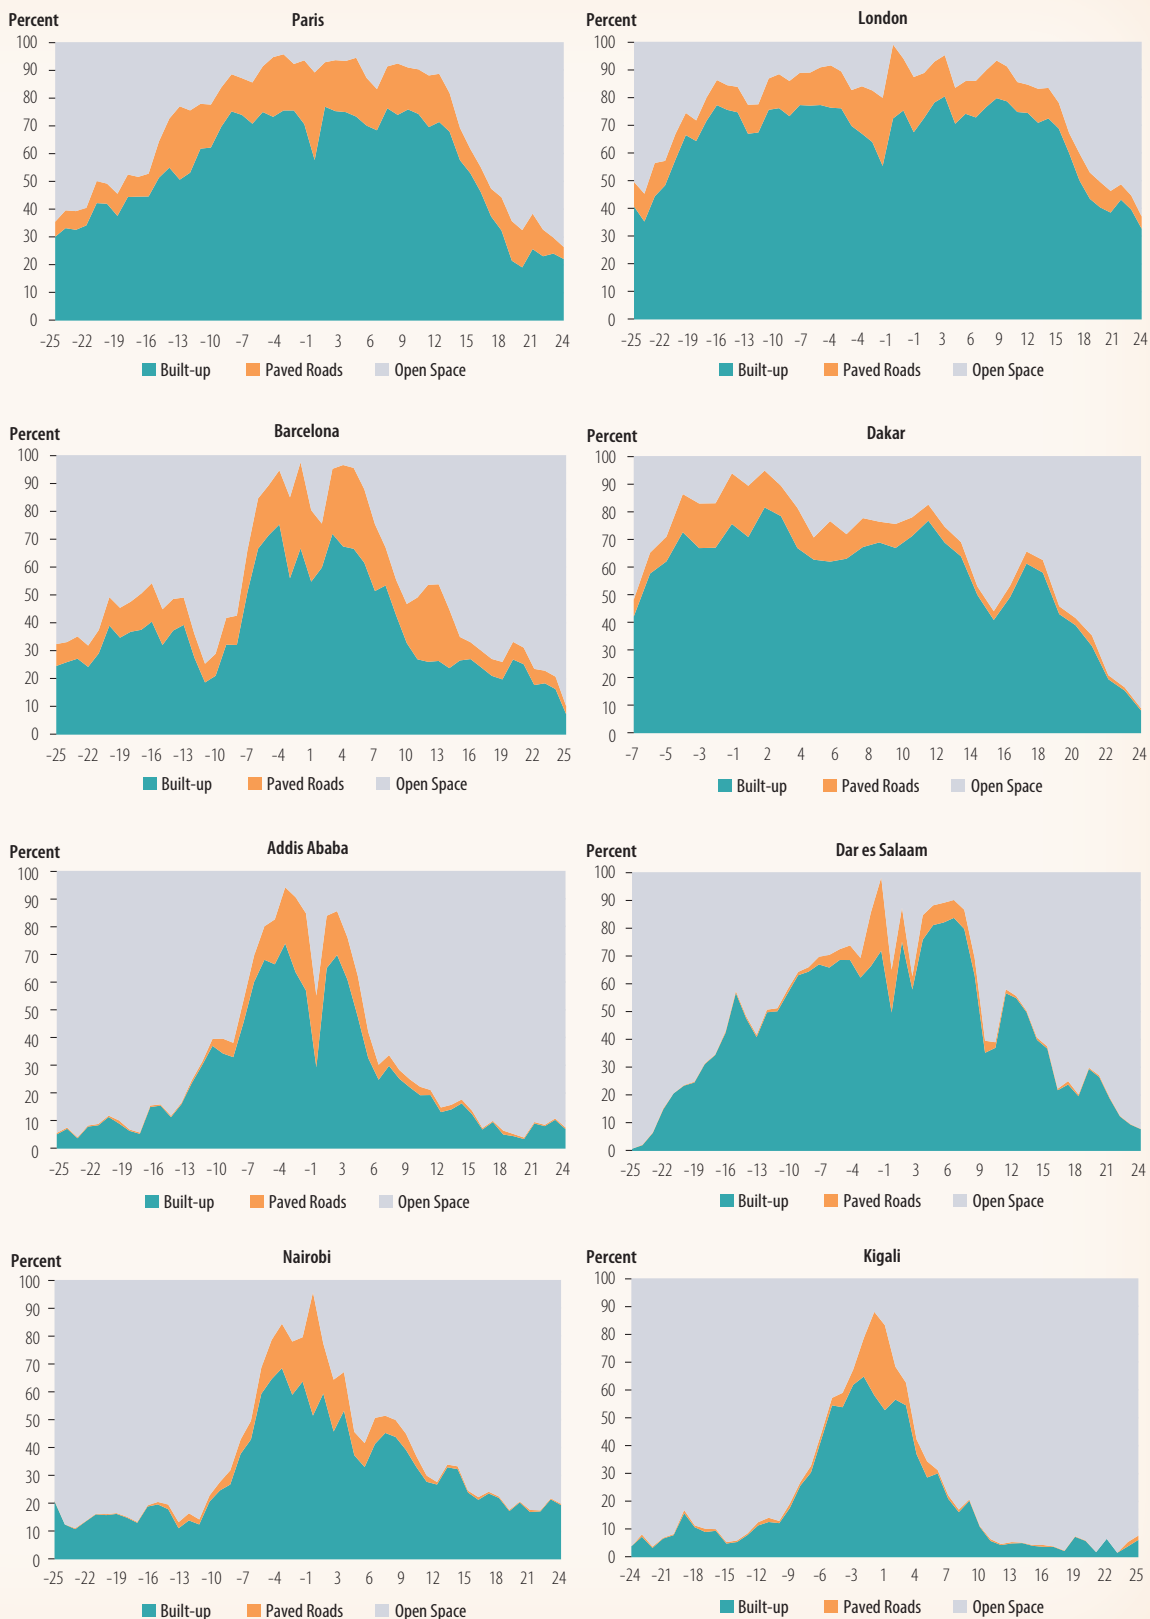 Percent
Paris
100
90
80
70
60
50
40
30
20
10
0
-25 -22 -19 -16 -13 -10 -7 -4 -1 3 6 9 12 15 18 21 24
Built-up Paved Roads Open Space
Percent
London
100
90
80
70
60
50
40
30
20
10
0
-25 -22 -19 -16 -13 -10 -7 -4 -4 -1 -1 3 6 9 12 15 18 21 24
Built-up Paved Roads Open Space
Percent
Barcelona
100
90
80
70
60
50
40
30
20
10
0
-25 -22 -19 -16 -13 -10 -7 -4 1 4 7 10 13 16 19 22 25
Built-up Paved Roads Open Space
Percent
Dakar
100
90
80
70
60
50
40
30
20
10
0
-7 -5 -3 -1 2 4 6 8 10 12 14 16 18 20 22 24
Built-up Paved Roads Open Space
Percent
Addis Ababa
100
90
80
70
60
50
40
30
20
10
0
-25 -22 -19 -16 -13 -10 -7 -4 -1 3 6 9 12 15 18 21 24
Built-up Paved Roads Open Space
Percent
Dar es Salaam
100
90
80
70
60
50
40
30
20
10
0
-25 -22 -19 -16 -13 -10 -7 -4 -1 3 6 9 12 15 18 21 24
Built-up Paved Roads Open Space
Percent
Nairobi
100
90
80
70
60
50
40
30
20
10
0
-25 -22 -19 -16 -13 -10 -7 -4 -1 3 6 9 12 15 18 21 24
Built-up Paved Roads Open Space
Percent
Kigali
100
90
80
70
60
50
40
30
20
10
0
-24 -21 -18 -15 -12 -9 -6 -3 1 4 7 10 13 16 19 22 25
Built-up Paved Roads Open Space